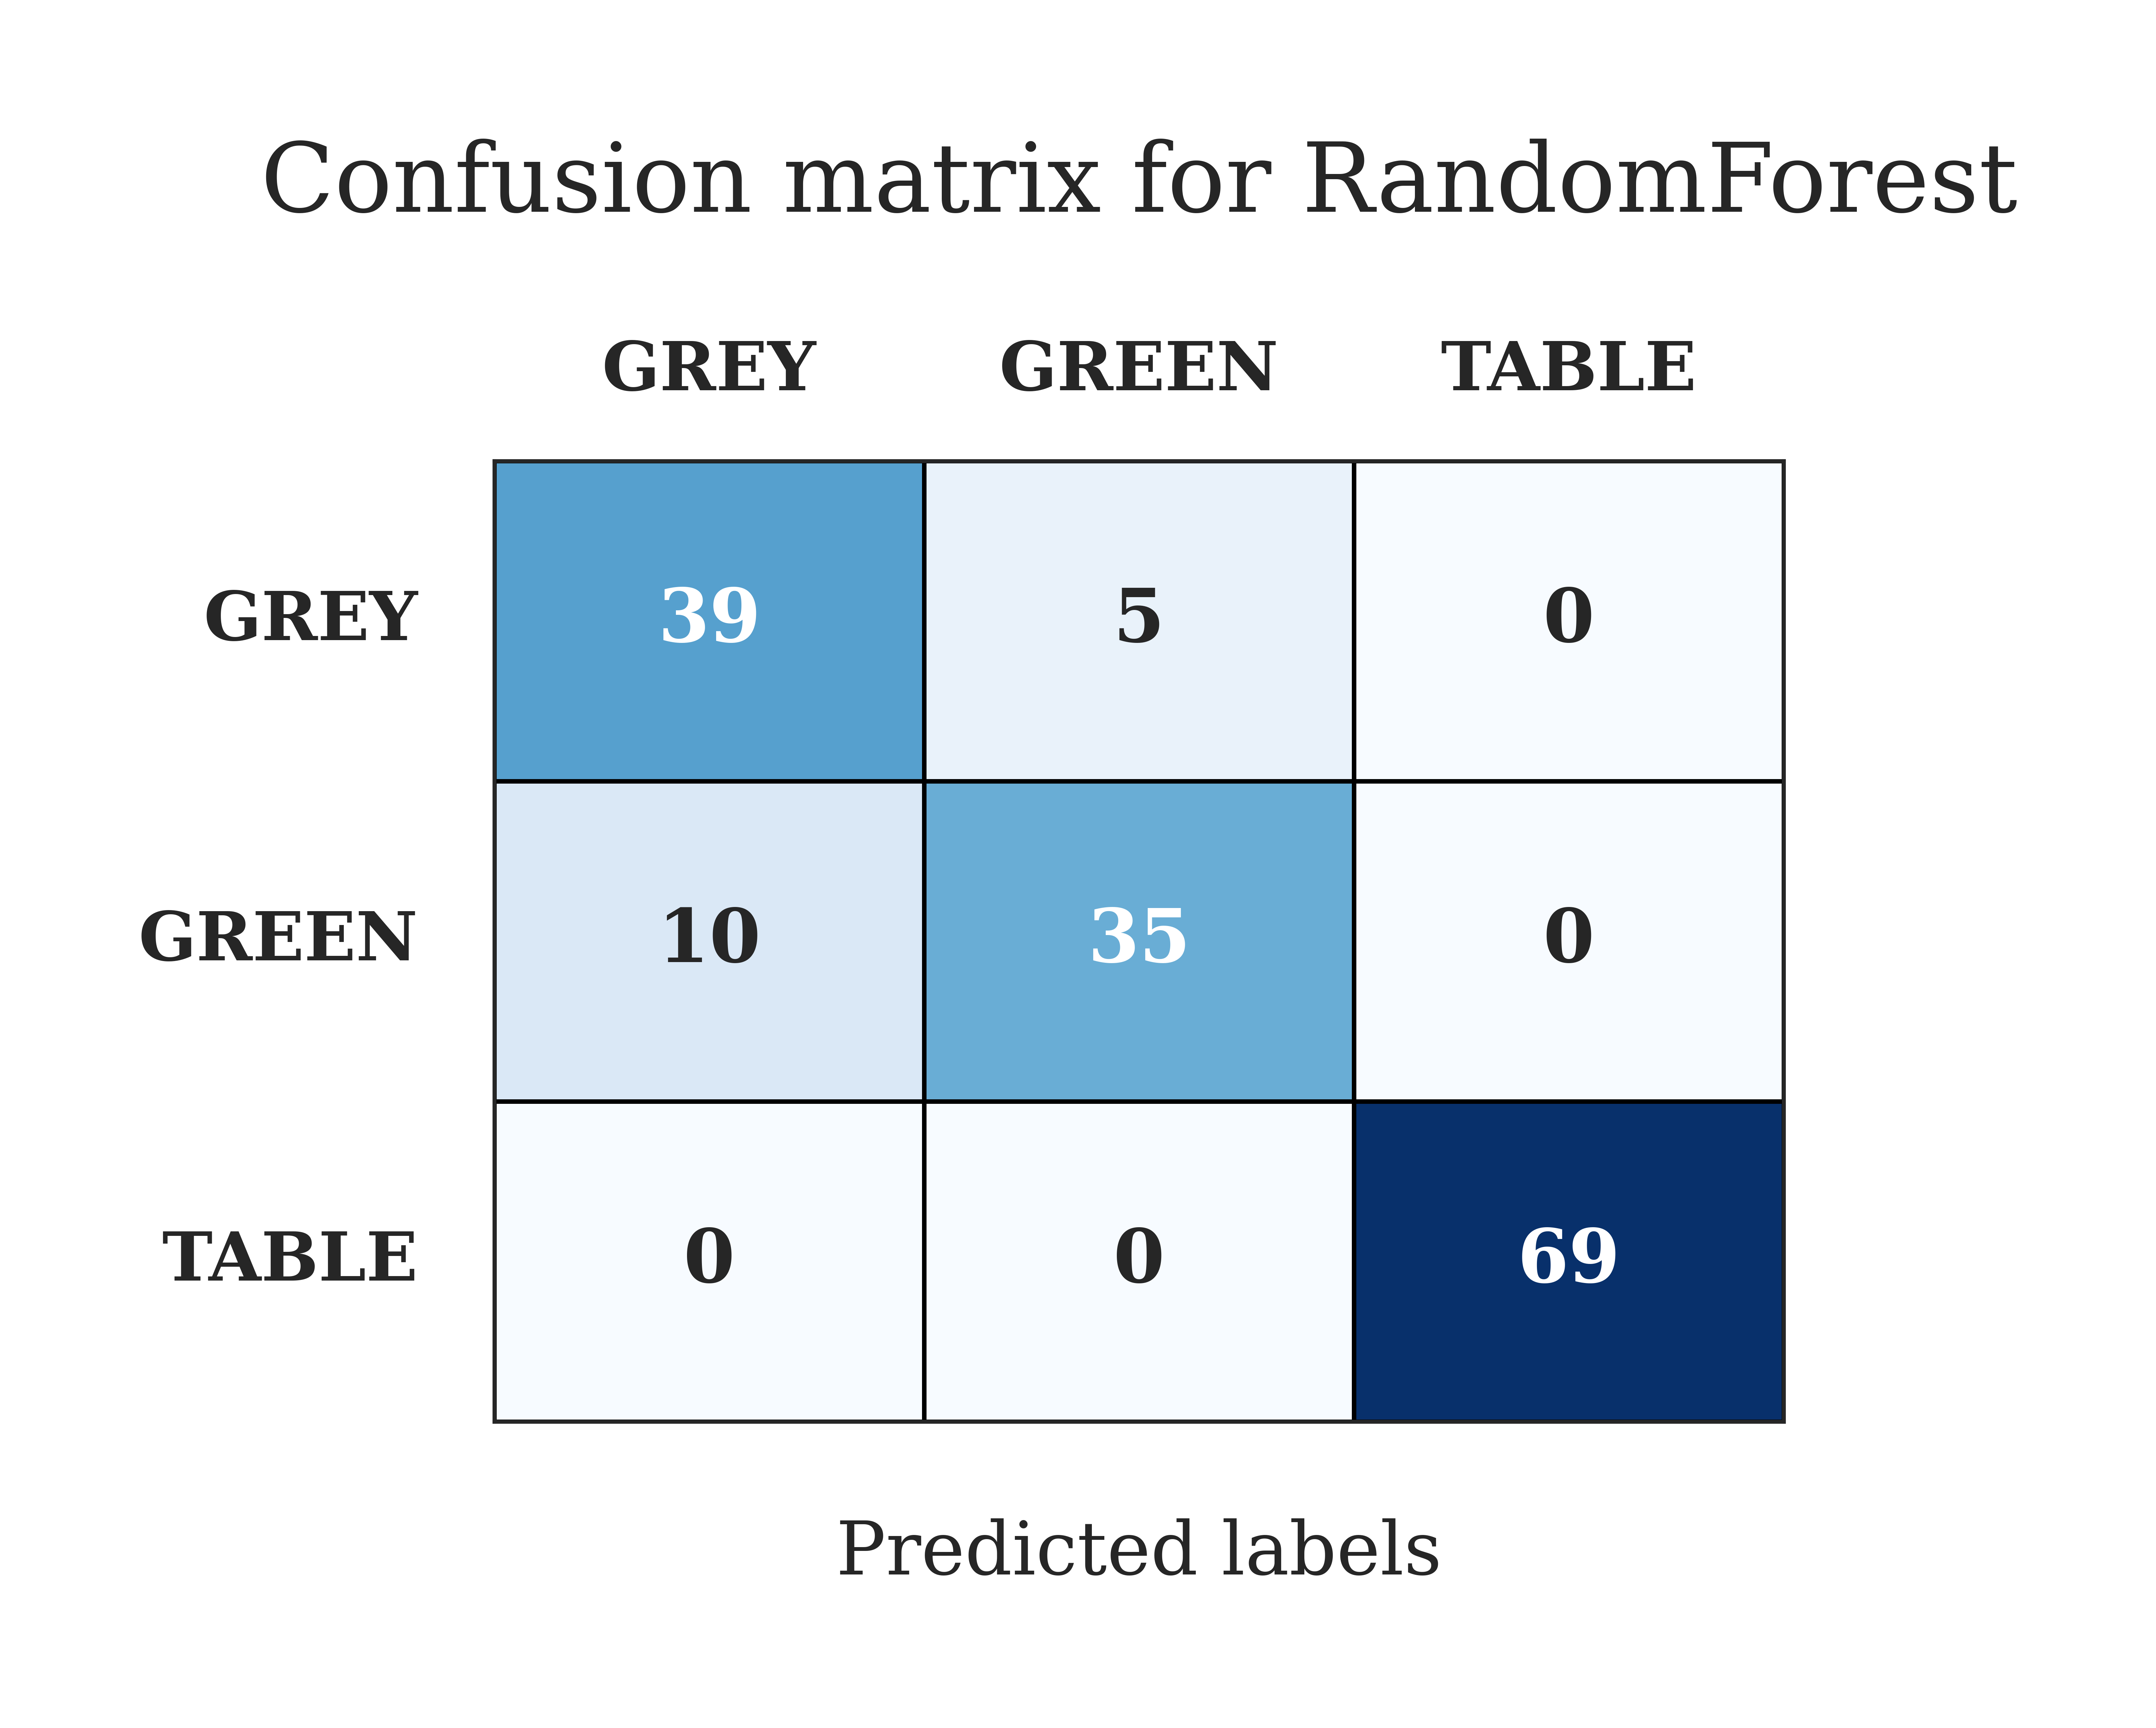 Confusion matrix for RandomForest
GREY GREEN TABLE
GREY 39 5 0
GREEN 10 35 0
TABLE 0 0 69
Predicted labels